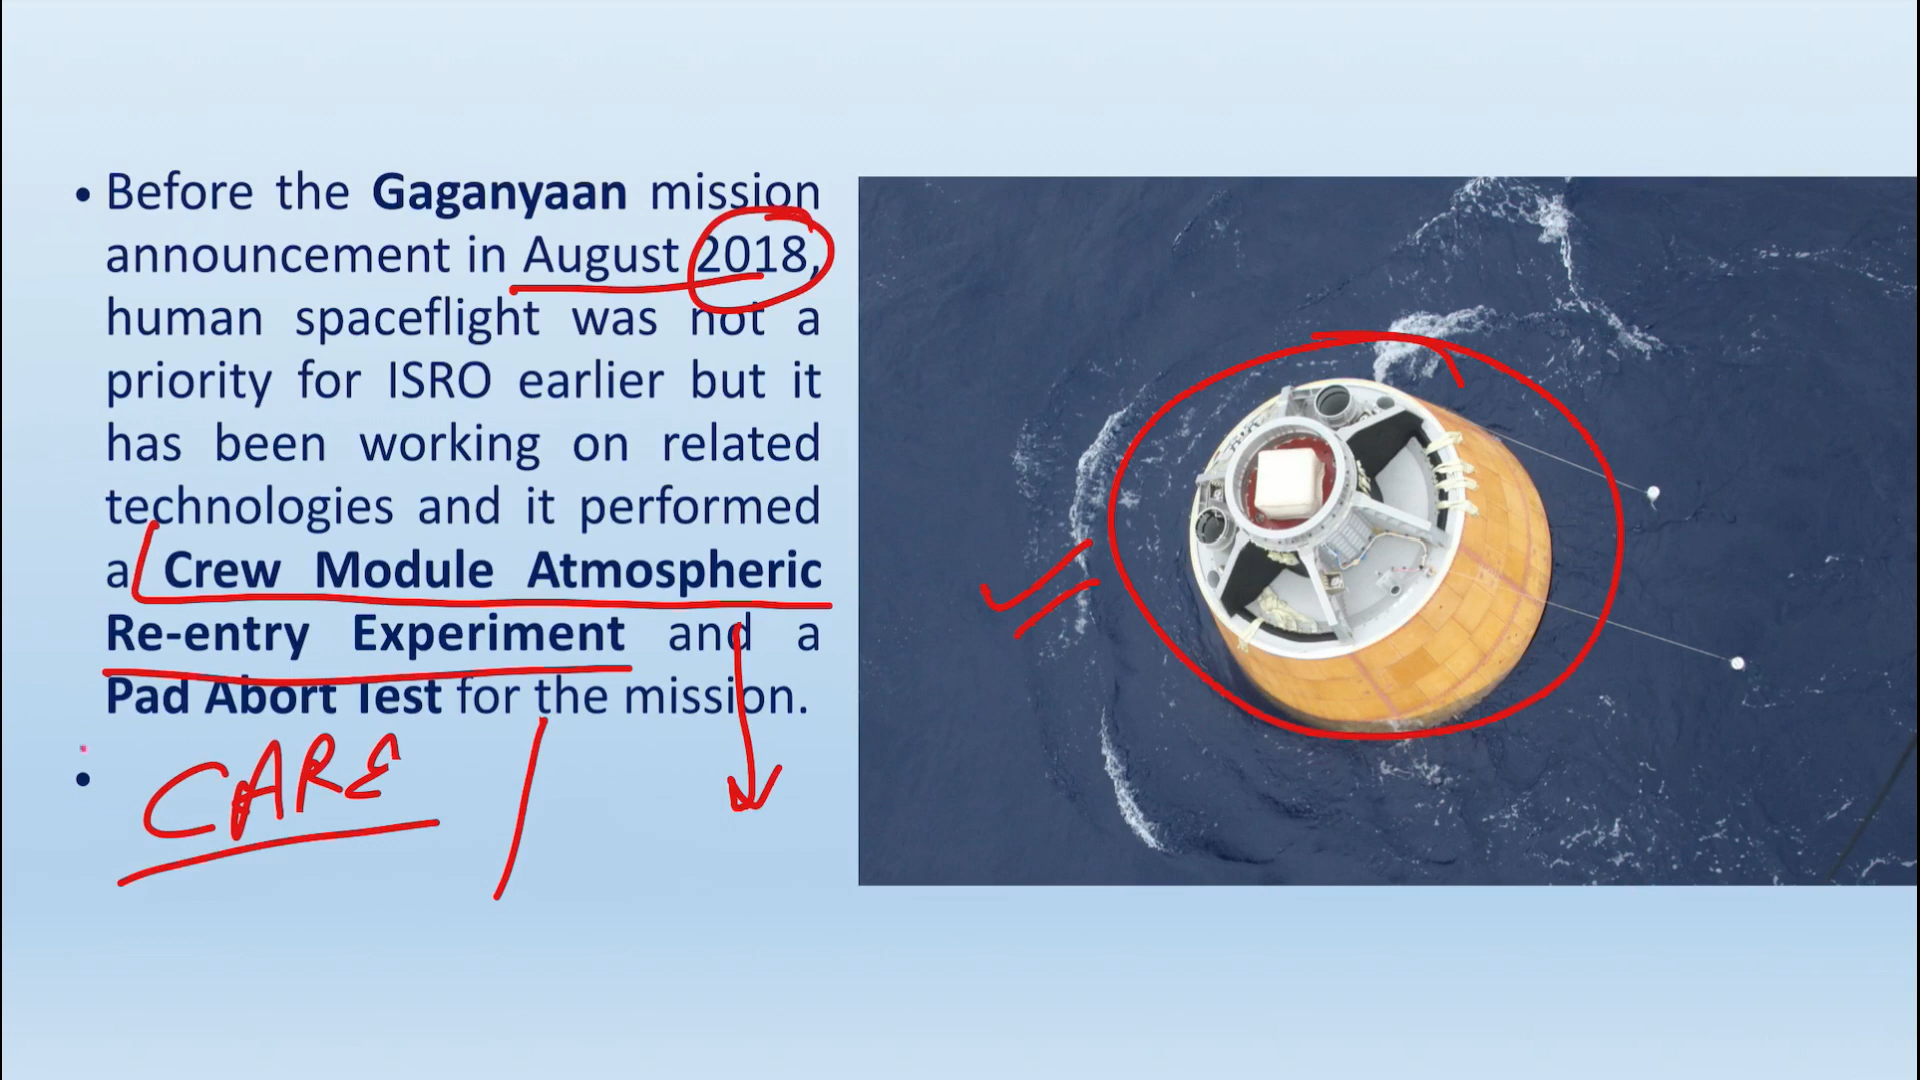 • Before the Gaganyaan mission
announcement in August 2018,
human spaceflight was not a
priority for ISRO earlier but it
has been working on related
technologies and it performed
a Crew Module Atmospheric
Re-entry Experiment and a
Pad Abort Test for the mission.
• CARE